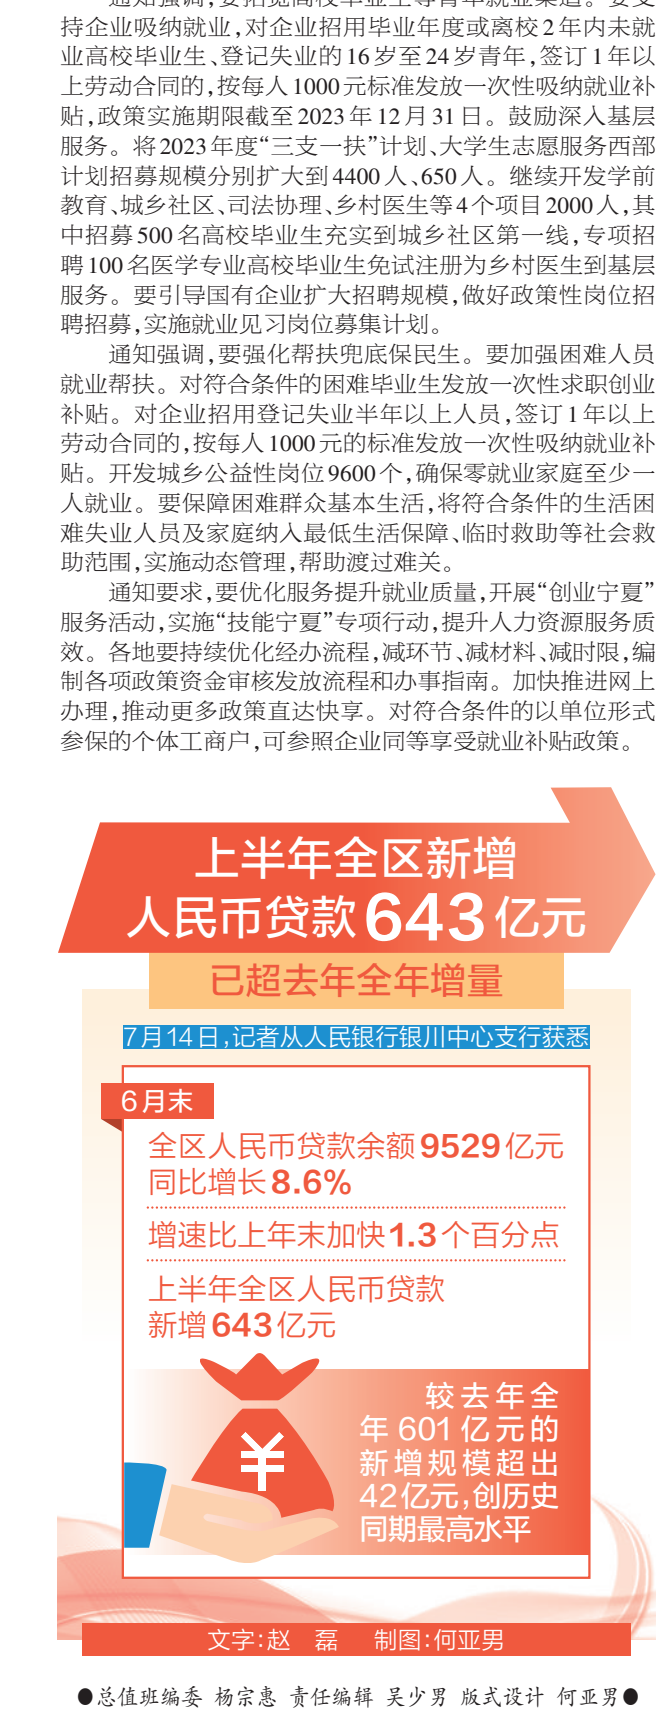 通知强调,要拓宽高校毕业生等青年就业渠道。要支
持企业吸纳就业,对企业招用毕业年度或离校2年内未就
业高校毕业生、登记失业的16岁至24岁青年,签订1年以
上劳动合同的,按每人1000元标准发放一次性吸纳就业补
贴,政策实施期限截至2023年12月31日。鼓励深入基层
服务。将2023年度“三支一扶”计划、大学生志愿服务西部
计划招募规模分别扩大到4400人、650人。继续开发学前
教育、城乡社区、司法协理、乡村医生等4个项目2000人,其
中招募500名高校毕业生充实到城乡社区第一线,专项招
聘100名医学专业高校毕业生免试注册为乡村医生到基层
服务。要引导国有企业扩大招聘规模,做好政策性岗位招
聘招募,实施就业见习岗位募集计划。
通知强调,要强化帮扶兜底保民生。要加强困难人员
就业帮扶。对符合条件的困难毕业生发放一次性求职创业
补贴。对企业招用登记失业半年以上人员,签订1年以上
劳动合同的,按每人1000元的标准发放一次性吸纳就业补
贴。开发城乡公益性岗位9600个,确保零就业家庭至少一
人就业。要保障困难群众基本生活,将符合条件的生活困
难失业人员及家庭纳入最低生活保障、临时救助等社会救
助范围,实施动态管理,帮助渡过难关。
通知要求,要优化服务提升就业质量,开展“创业宁夏”
服务活动,实施“技能宁夏”专项行动,提升人力资源服务质
效。各地要持续优化经办流程,减环节、减材料、减时限,编
制各项政策资金审核发放流程和办事指南。加快推进网上
办理,推动更多政策直达快享。对符合条件的以单位形式
参保的个体工商户,可参照企业同等享受就业补贴政策。
上半年全区新增
人民币贷款643亿元
已超去年全年增量
7月14日,记者从人民银行银川中心支行获悉
6月末
全区人民币贷款余额9529亿元
同比增长8.6%
增速比上年末加快1.3个百分点
上半年全区人民币贷款
新增643亿元
¥
较去年全
年601亿元的
新增规模超出
42亿元,创历史
同期最高水平
文字:赵 磊 制图:何亚男
●总值班编委 杨宗惠 责任编辑 吴少男 版式设计 何亚男●